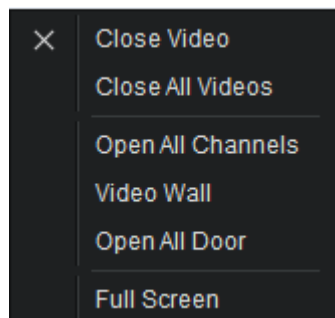 Close Video
Close All Videos
Open All Channels
Video Wall
Open All Door
Full Screen